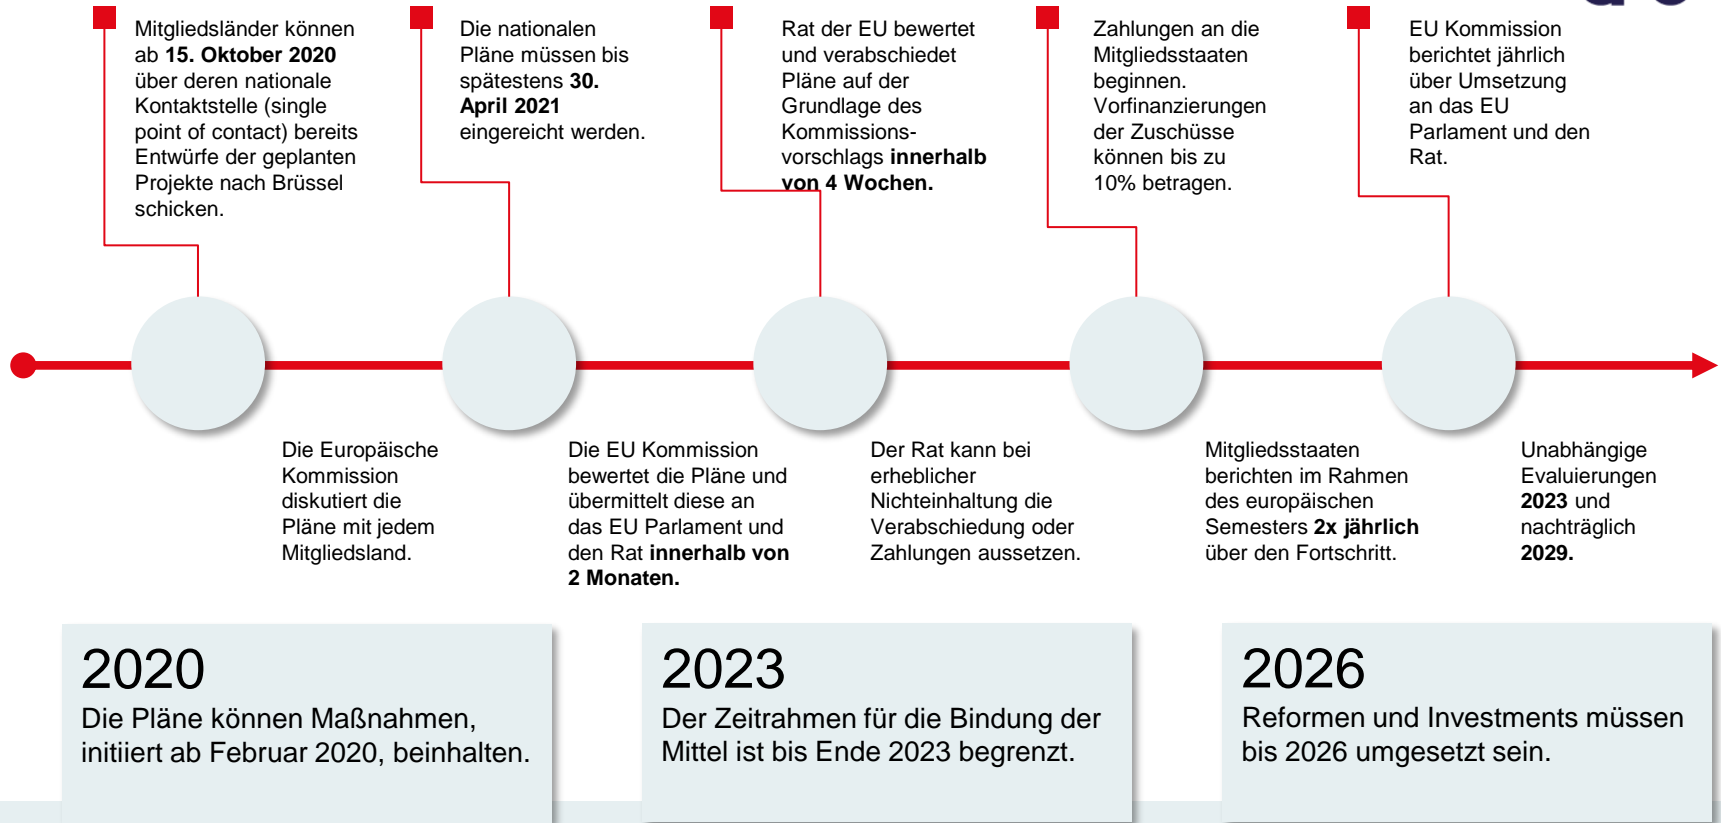 Mitgliedsländer können
ab 15. Oktober 2020
über deren nationale
Kontaktstelle (single
point of contact) bereits
Entwürfe der geplanten
Projekte nach Brüssel
schicken.
Die nationalen
Pläne müssen bis
spätestens 30.
April 2021
eingereicht werden.
Rat der EU bewertet
und verabschiedet
Pläne auf der
Grundlage des
Kommissions-
vorschlags innerhalb
von 4 Wochen.
Zahlungen an die
Mitgliedsstaaten
beginnen.
Vorfinanzierungen
der Zuschüsse
können bis zu
10% betragen.
EU Kommission
berichtet jährlich
über Umsetzung
an das EU
Parlament und den
Rat.
Die Europäische
Kommission
diskutiert die
Pläne mit jedem
Mitgliedsland.
Die EU Kommission
bewertet die Pläne und
übermittelt diese an
das EU Parlament und
den Rat innerhalb von
2 Monaten.
Der Rat kann bei
erheblicher
Nichteinhaltung die
Verabschiedung oder
Zahlungen aussetzen.
Mitgliedsstaaten
berichten im Rahmen
des europäischen
Semesters 2x jährlich
über den Fortschritt.
Unabhängige
Evaluierungen
2023 und
nachträglich
2029.
2020
Die Pläne können Maßnahmen,
initiiert ab Februar 2020, beinhalten.
2023
Der Zeitrahmen für die Bindung der
Mittel ist bis Ende 2023 begrenzt.
2026
Reformen und Investments müssen
bis 2026 umgesetzt sein.